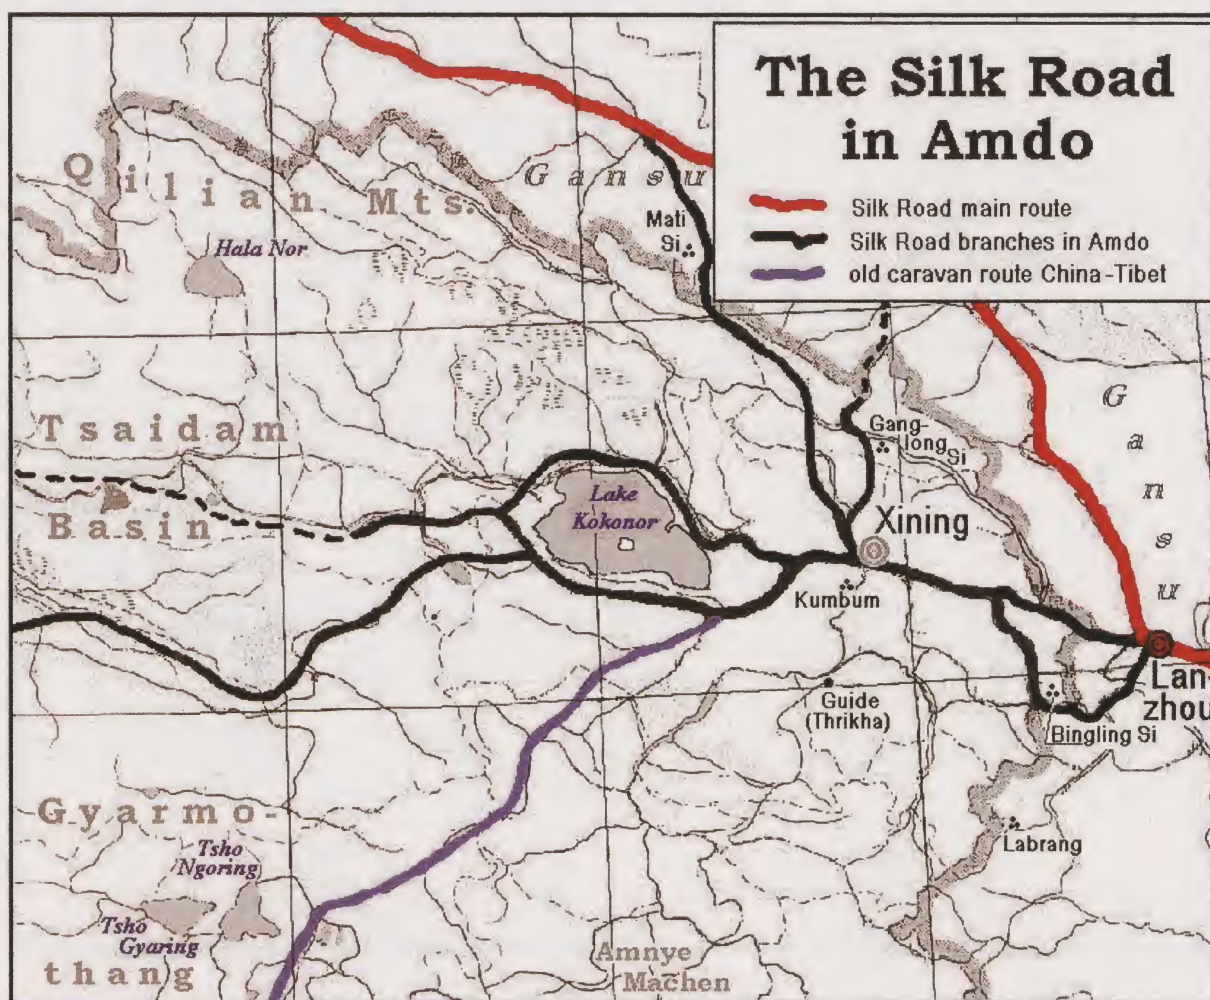 The Silk Road
in Amdo
Silk Road main route
Silk Road branches in Amdo
old caravan route China-Tibet
Qilian Mts.
Gansu
Mati
Si
Hala Nor
Gansu
Tsaidam
Basin
Gang-
long Si
Lake
Kokonor
Xining
Kumbum
Lan-
zhou
Guide
(Thrikha)
Bingling Si
Gyarmo-
thang
Tsho
Ngoring
Labrang
Tsho
Gyaring
Amnye
Machen